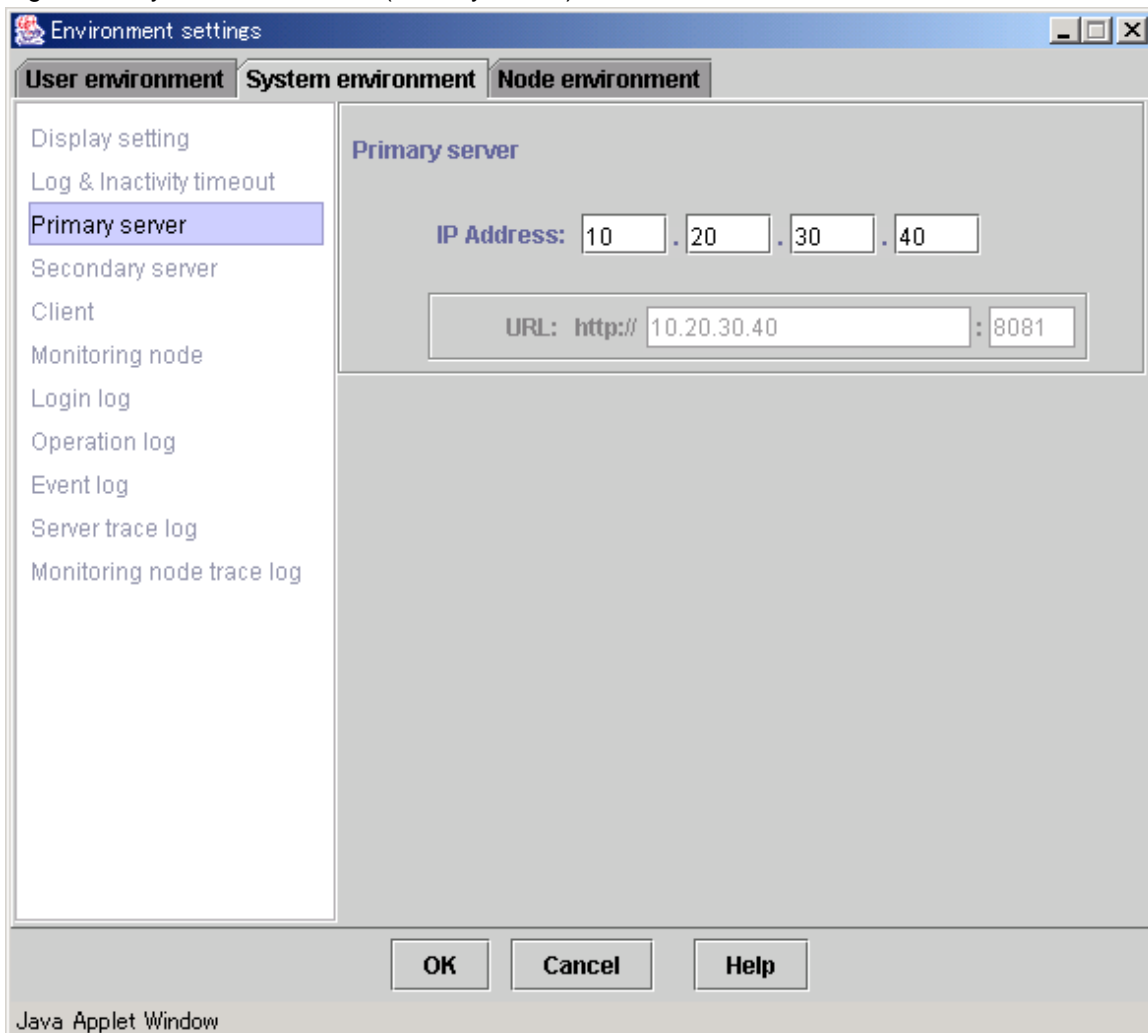 Environment settings
User environment System environment Node environment
Display setting
Log & Inactivity timeout
Primary server
Secondary server
Client
Monitoring node
Login log
Operation log
Event log
Server trace log
Monitoring node trace log
Primary server
IP Address: 10 . 20 . 30 . 40
URL: http:// 10.20.30.40 : 8081
OK Cancel Help
Java Applet Window